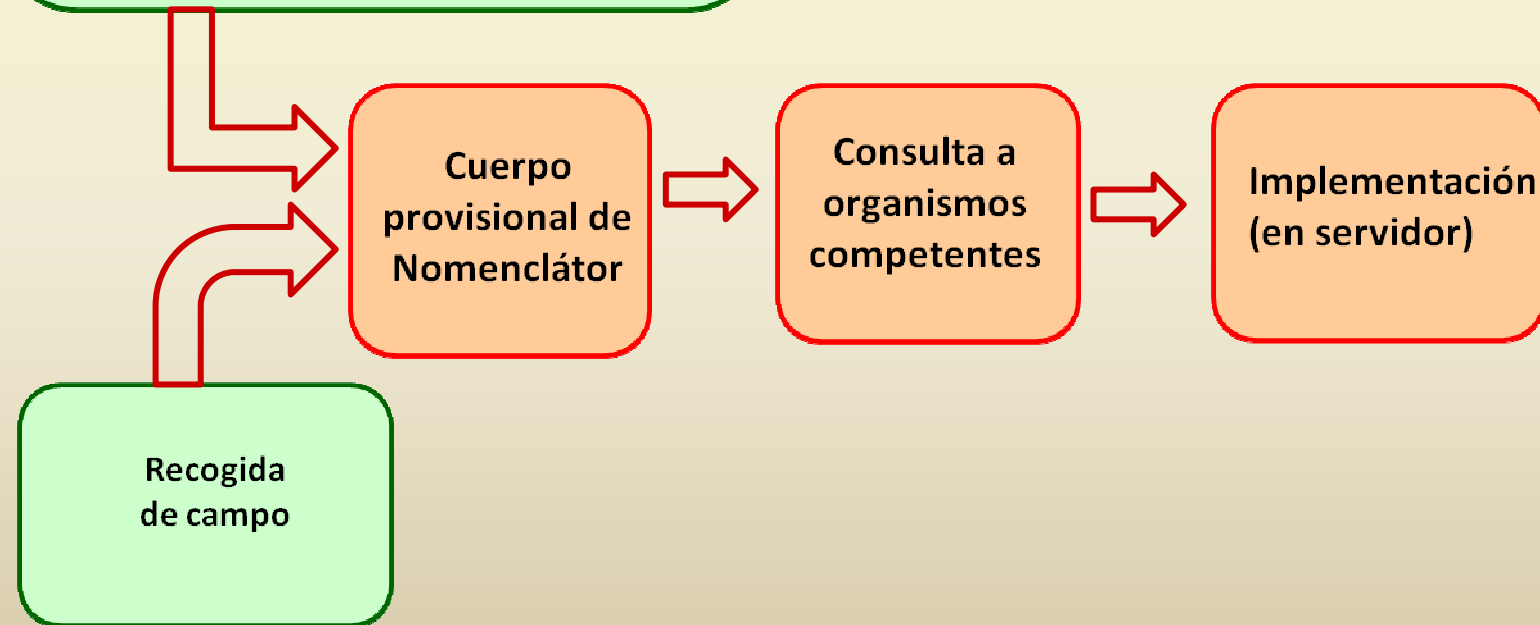 Cuerpo
provisional de
Nomenclátor
Consulta a
organismos
competentes
Implementación
(en servidor)
Recogida
de campo